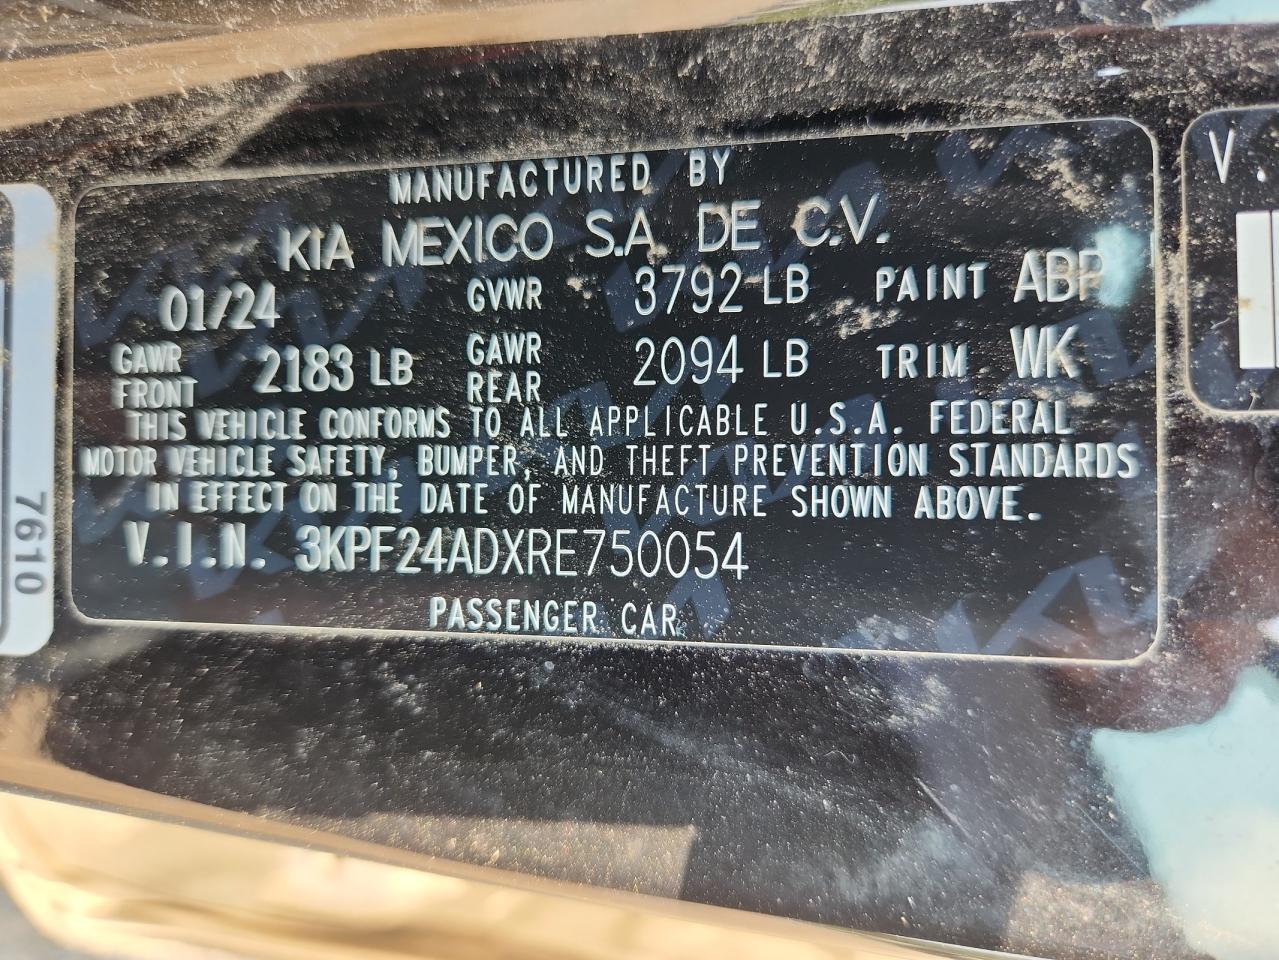 MANUFACTURED BY
KIA MEXICO S.A. DE C.V.
01/24 GVWR 3792 LB PAINT ABP
GAWR FRONT 2183 LB GAWR REAR 2094 LB TRIM WK
THIS VEHICLE CONFORMS TO ALL APPLICABLE U.S.A. FEDERAL
MOTOR VEHICLE SAFETY, BUMPER, AND THEFT PREVENTION STANDARDS
IN EFFECT ON THE DATE OF MANUFACTURE SHOWN ABOVE.
V.I.N. 3KPF24ADXRE750054
PASSENGER CAR
7610
V.